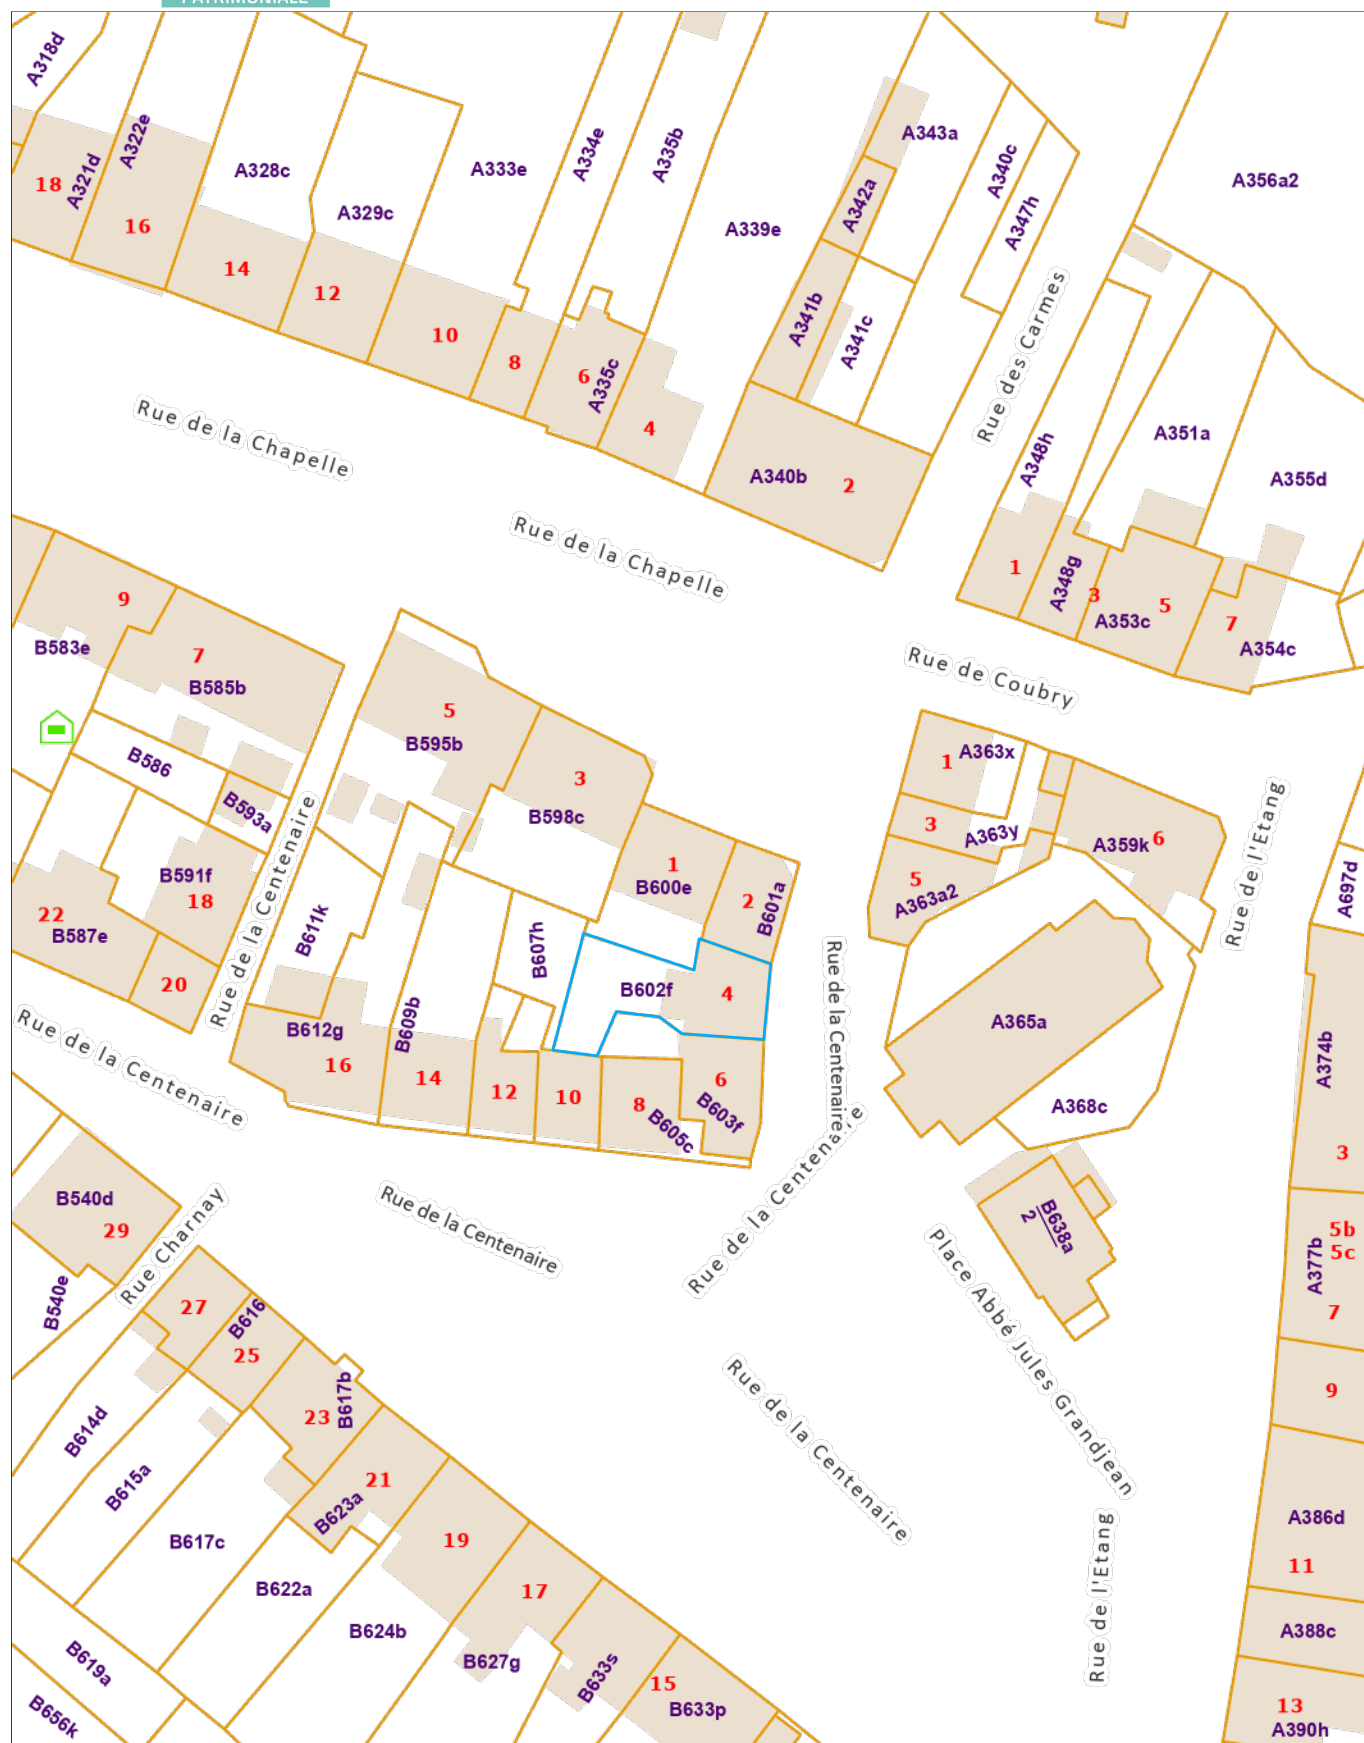 PATRIMONIALE
A318d
A322e
A321d
18
16
A328c
14
A329c
12
A333e
10
A334e
8
A335b
6
A335c
4
A339e
A343a
A342a
A341b
A341c
A340c
A347h
A340b
2
A356a2
Rue des Carmes
A348h
A351a
A355d
1
A348g
3
A353c
5
7
A354c
Rue de la Chapelle
Rue de la Chapelle
Rue de Coubry
9
B583e
7
B585b
B586
B593a
B591f
18
22
B587e
20
Rue de la Centenaire
5
B595b
3
B598c
1
B600e
2
B601a
B611k
B607h
B602f
4
B609b
B612g
16
14
12
10
8
B605c
6
B603f
1
A363x
3
A363y
5
A363a2
A359k
6
Rue de l'Etang
A697d
A365a
A368c
A374b
3
Rue de la Centenaire
Rue de la Centenaire
Rue de la Centenaire
Rue de la Centenaire
B638a
2
Place Abbé Jules Grandjean
5b
5c
A377b
7
9
B540d
29
B540e
Rue Charnay
27
B616
25
B617b
23
B614d
B615a
21
B623a
B617c
19
B622a
17
B624b
B627g
B633s
15
B633p
B619a
B656k
Rue de la Centenaire
Rue de l'Etang
A386d
11
A388c
13
A390h